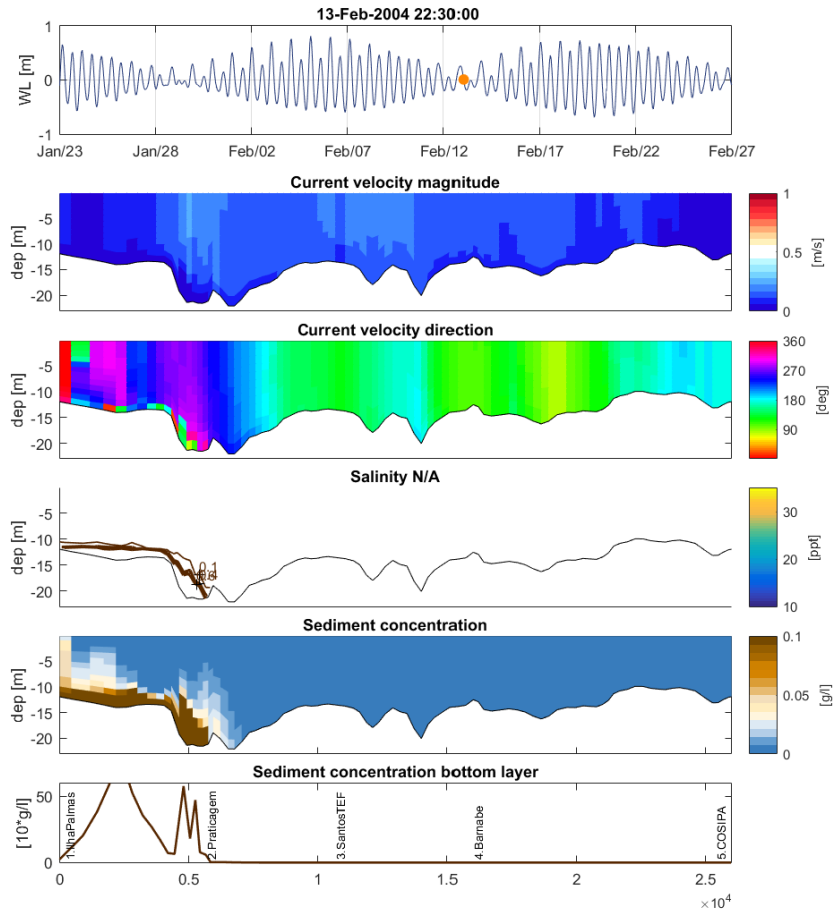 13-Feb-2004 22:30:00
WL [m]
1
0
-1
Jan/23 Jan/28 Feb/02 Feb/07 Feb/12 Feb/17 Feb/22 Feb/27
Current velocity magnitude
dep [m]
-5
-10
-15
-20
1
0.5
0
[m/s]
Current velocity direction
dep [m]
-5
-10
-15
-20
360
270
180
90
[deg]
Salinity N/A
dep [m]
-5
-10
-15
-20
0.1
30
20
10
[ppt]
Sediment concentration
dep [m]
-5
-10
-15
-20
0.1
0.05
0
[g/l]
Sediment concentration bottom layer
[10*g/l]
50
0
1.IlhaPalmas
2.Praticagem
3.SantosTEF
4.Barnabe
5.COSIPA
0 0.5 1 1.5 2 2.5
×10⁴